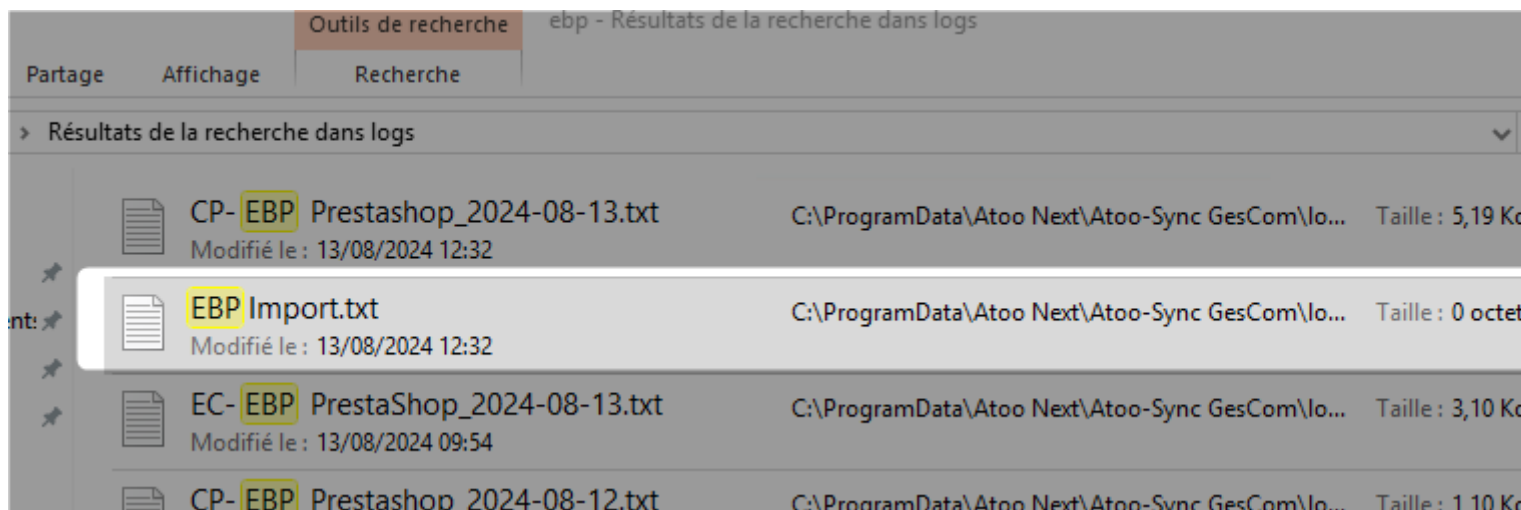 Outils de recherche ebp - Résultats de la recherche dans logs
Partage Affichage Recherche
> Résultats de la recherche dans logs
CP- EBP Prestashop_2024-08-13.txt C:\ProgramData\Atoo Next\Atoo-Sync GesCom\lo... Taille : 5,19 Ko
Modifié le : 13/08/2024 12:32
EBP Import.txt C:\ProgramData\Atoo Next\Atoo-Sync GesCom\lo... Taille : 0 octet
Modifié le : 13/08/2024 12:32
EC- EBP PrestaShop_2024-08-13.txt C:\ProgramData\Atoo Next\Atoo-Sync GesCom\lo... Taille : 3,10 Ko
Modifié le : 13/08/2024 09:54
CP- EBP Prestashop_2024-08-12.txt C:\ProgramData\Atoo Next\Atoo-Sync GesCom\lo... Taille : 1,10 Ko